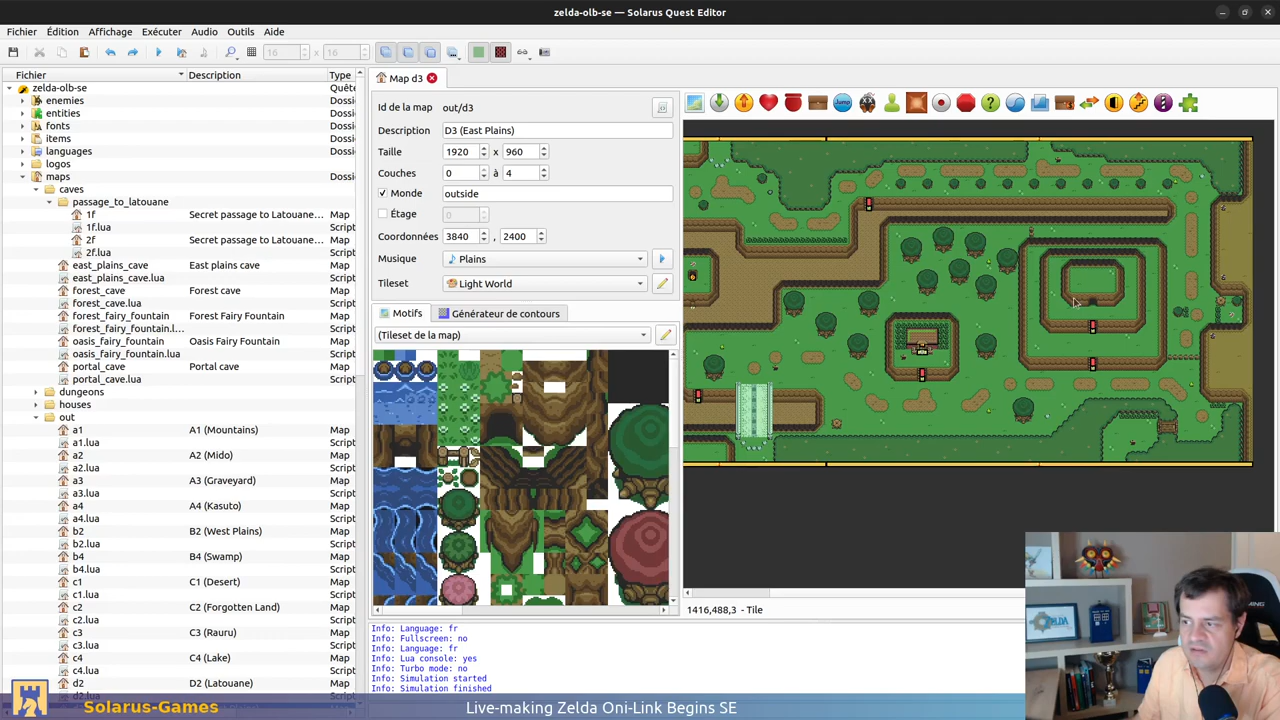 zelda-olb-se — Solarus Quest Editor
Fichier Édition Affichage Exécuter Audio Outils Aide
16 x 16
Fichier Description Type
zelda-olb-se Quête
enemies Dossi
entities Dossi
fonts Dossi
items Dossi
languages Dossi
logos Dossi
maps Dossi
caves
passage_to_latouane
1f Secret passage to Latouane... Map
1f.lua Script
2f Secret passage to Latouane... Map
2f.lua Script
east_plains_cave East plains cave Map
east_plains_cave.lua Script
forest_cave Forest cave Map
forest_cave.lua Script
forest_fairy_fountain Forest Fairy Fountain Map
forest_fairy_fountain.l... Script
oasis_fairy_fountain Oasis Fairy Fountain Map
oasis_fairy_fountain.lua Script
portal_cave Portal cave Map
portal_cave.lua Script
dungeons
houses
out
a1 A1 (Mountains) Map
a1.lua Script
a2 A2 (Mido) Map
a2.lua Script
a3 A3 (Graveyard) Map
a3.lua Script
a4 A4 (Kasuto) Map
a4.lua Script
b2 B2 (West Plains) Map
b2.lua Script
b4 B4 (Swamp) Map
b4.lua Script
c1 C1 (Desert) Map
c1.lua Script
c2 C2 (Forgotten Land) Map
c2.lua Script
c3 C3 (Rauru) Map
c3.lua Script
c4 C4 (Lake) Map
c4.lua Script
d2 D2 (Latouane) Map
Map d3
Id de la map out/d3
Description D3 (East Plains)
Taille 1920 x 960
Couches 0 à 4
Monde outside
Étage 0
Coordonnées 3840 , 2400
Musique Plains
Tileset Light World
Motifs Générateur de contours
(Tileset de la map)
Jump
1416,488,3 - Tile
Info: Language: fr
Info: Fullscreen: no
Info: Language: fr
Info: Lua console: yes
Info: Turbo mode: no
Info: Simulation started
Info: Simulation finished
Solarus-Games Live-making Zelda Oni-Link Begins SE